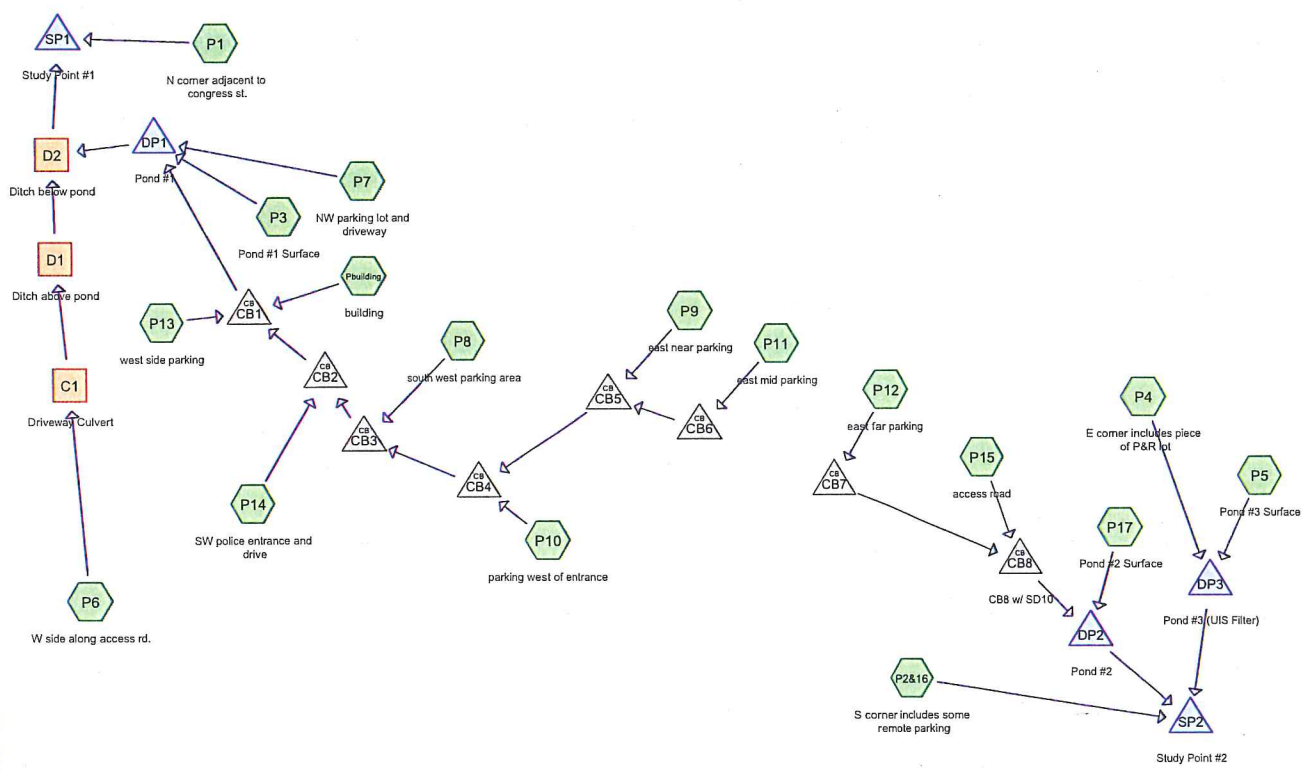 SP1
Study Point #1
P1
N corner adjacent to
congress st.
D2
Ditch below pond
DP1
Pond #1
P7
NW parking lot and
driveway
P3
Pond #1 Surface
D1
Ditch above pond
Pbuilding
building
CB
CB1
P13
west side parking
P9
east near parking
P8
south west parking area
P11
east mid parking
CB
CB2
C1
Driveway Culvert
CB
CB5
CB
CB6
P12
east far parking
P4
E corner includes piece
of P&R lot
CB
CB3
P15
access road
CB
CB4
CB
CB7
P5
Pond #3 Surface
P14
SW police entrance and
drive
P10
parking west of entrance
P17
Pond #2 Surface
CB
CB8
CB8 w/ SD10
DP3
Pond #3 (UIS Filter)
P6
W side along access rd.
DP2
Pond #2
P2&16
S corner includes some
remote parking
SP2
Study Point #2